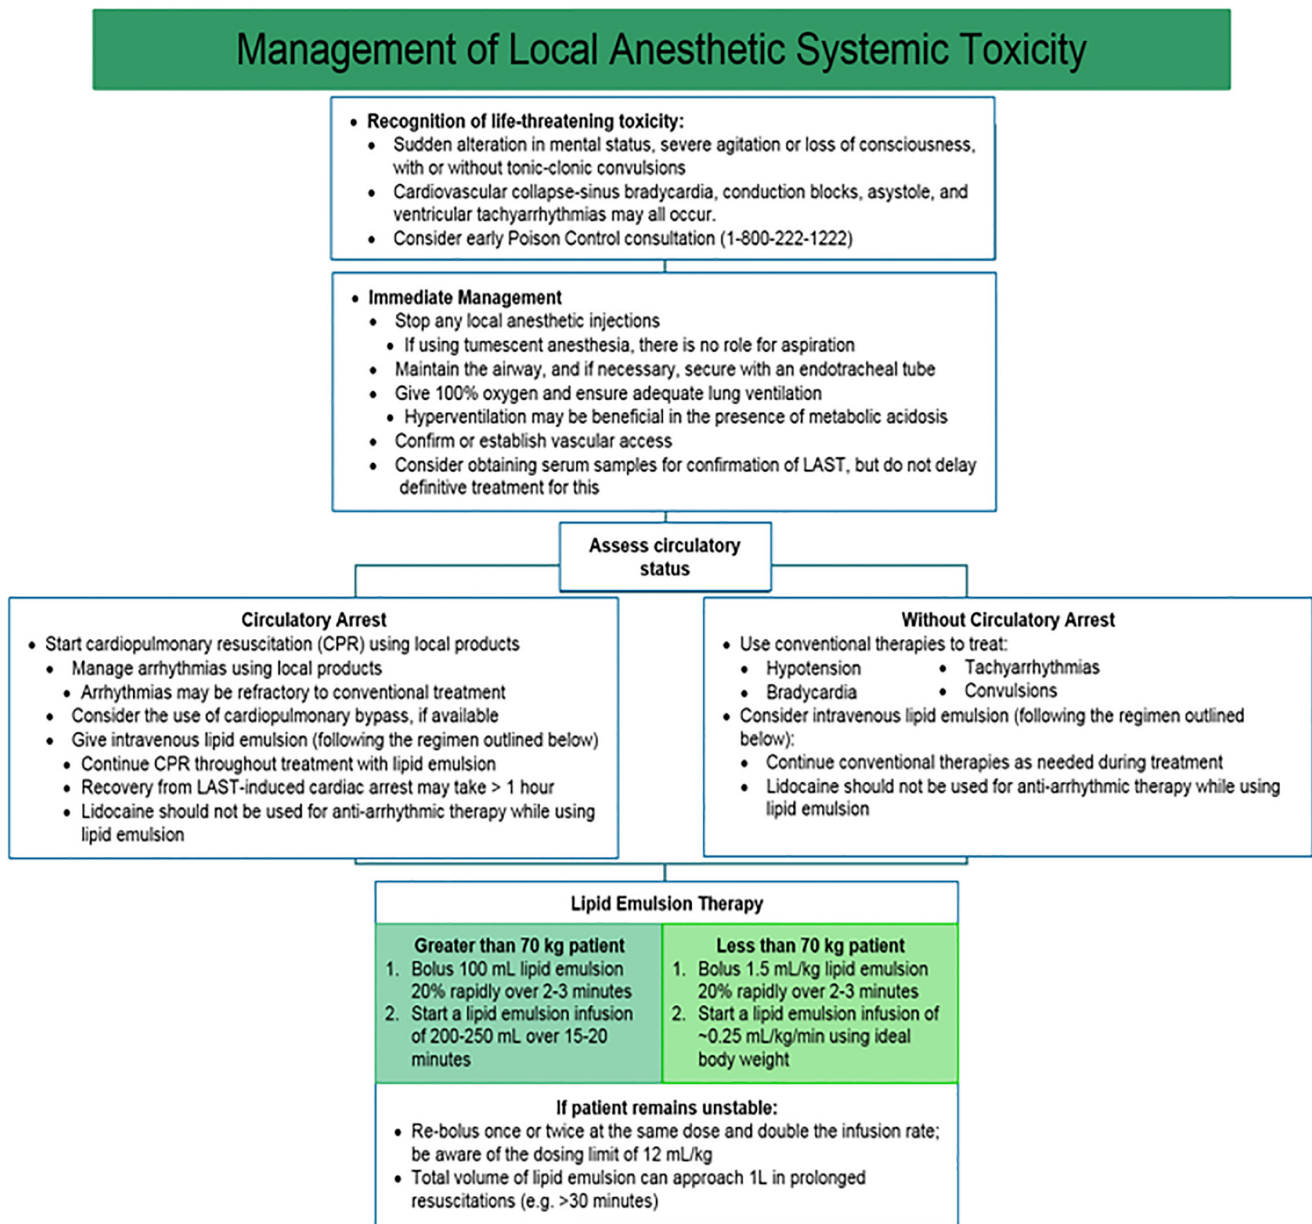 Management of Local Anesthetic Systemic Toxicity
• Recognition of life-threatening toxicity:
• Sudden alteration in mental status, severe agitation or loss of consciousness,
with or without tonic-clonic convulsions
• Cardiovascular collapse-sinus bradycardia, conduction blocks, asystole, and
ventricular tachyarrhythmias may all occur.
• Consider early Poison Control consultation (1-800-222-1222)
• Immediate Management
• Stop any local anesthetic injections
• If using tumescent anesthesia, there is no role for aspiration
• Maintain the airway, and if necessary, secure with an endotracheal tube
• Give 100% oxygen and ensure adequate lung ventilation
• Hyperventilation may be beneficial in the presence of metabolic acidosis
• Confirm or establish vascular access
• Consider obtaining serum samples for confirmation of LAST, but do not delay
definitive treatment for this
Assess circulatory
status
Circulatory Arrest
• Start cardiopulmonary resuscitation (CPR) using local products
• Manage arrhythmias using local products
• Arrhythmias may be refractory to conventional treatment
• Consider the use of cardiopulmonary bypass, if available
• Give intravenous lipid emulsion (following the regimen outlined below)
• Continue CPR throughout treatment with lipid emulsion
• Recovery from LAST-induced cardiac arrest may take > 1 hour
• Lidocaine should not be used for anti-arrhythmic therapy while using
lipid emulsion
Without Circulatory Arrest
• Use conventional therapies to treat:
• Hypotension
• Bradycardia
• Tachyarrhythmias
• Convulsions
• Consider intravenous lipid emulsion (following the regimen outlined
below):
• Continue conventional therapies as needed during treatment
• Lidocaine should not be used for anti-arrhythmic therapy while using
lipid emulsion
Lipid Emulsion Therapy
Greater than 70 kg patient
1. Bolus 100 mL lipid emulsion
20% rapidly over 2-3 minutes
2. Start a lipid emulsion infusion
of 200-250 mL over 15-20
minutes
Less than 70 kg patient
1. Bolus 1.5 mL/kg lipid emulsion
20% rapidly over 2-3 minutes
2. Start a lipid emulsion infusion of
~0.25 mL/kg/min using ideal
body weight
If patient remains unstable:
• Re-bolus once or twice at the same dose and double the infusion rate;
be aware of the dosing limit of 12 mL/kg
• Total volume of lipid emulsion can approach 1L in prolonged
resuscitations (e.g. >30 minutes)